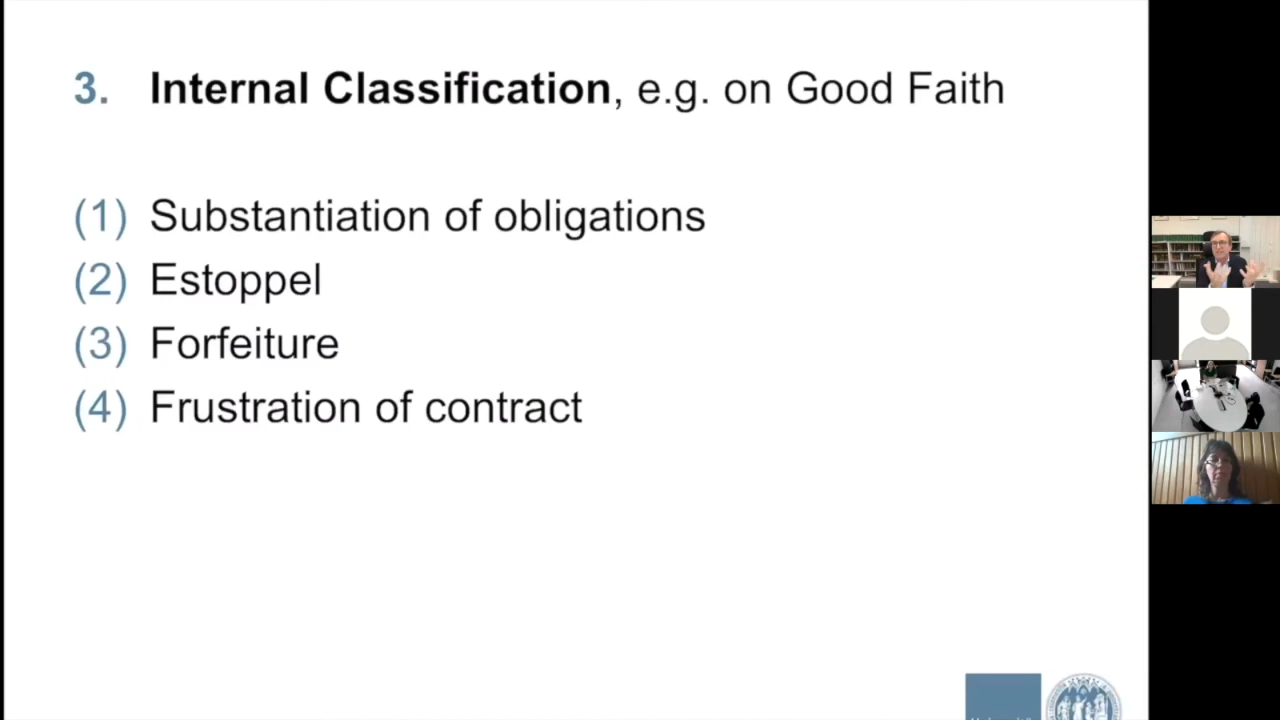 3. Internal Classification, e.g. on Good Faith
(1) Substantiation of obligations
(2) Estoppel
(3) Forfeiture
(4) Frustration of contract